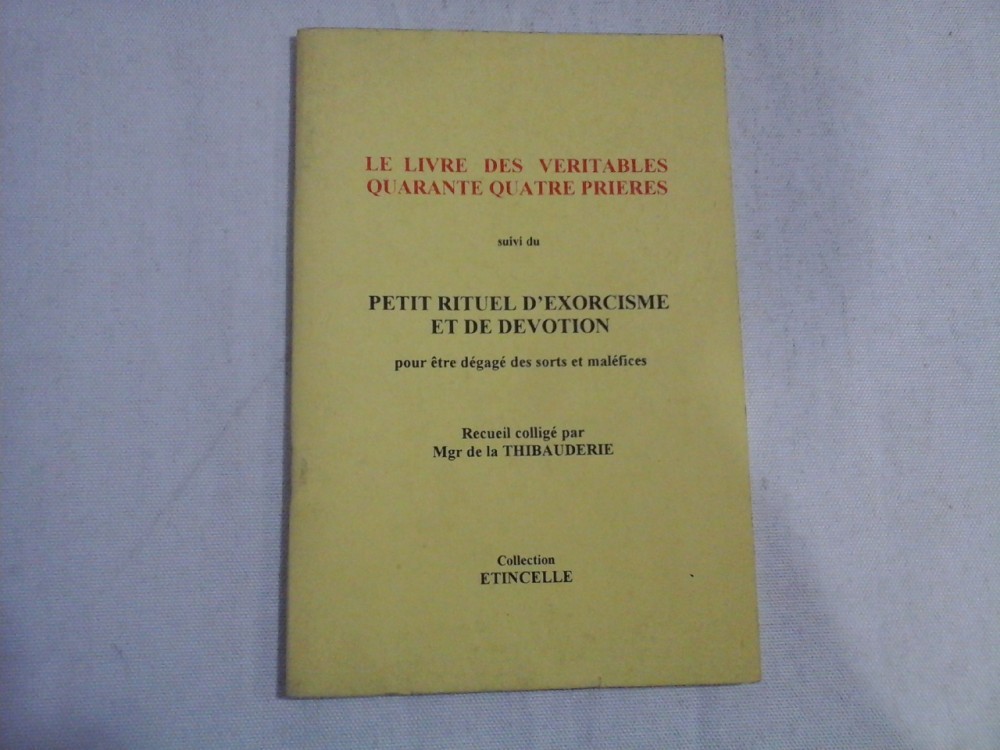 LE LIVRE DES VERITABLES
QUARANTE QUATRE PRIERES
suivi du
PETIT RITUEL D'EXORCISME
ET DE DEVOTION
pour être dégagé des sorts et maléfices
Recueil colligé par
Mgr de la THIBAUDERIE
Collection
ETINCELLE